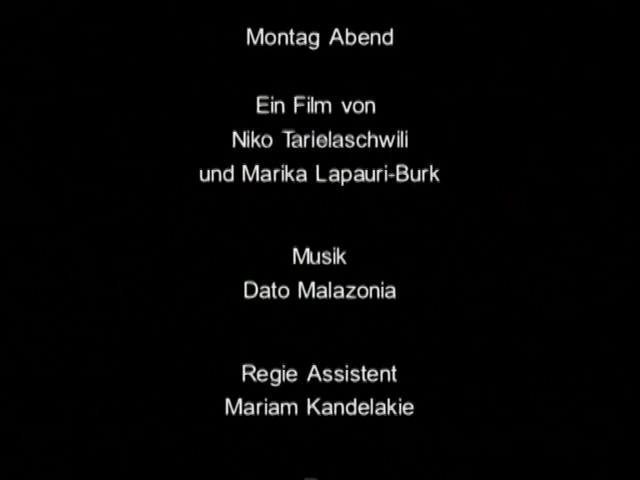 Montag Abend
Ein Film von
Niko Tarielaschwili
und Marika Lapauri-Burk
Musik
Dato Malazonia
Regie Assistent
Mariam Kandelakie